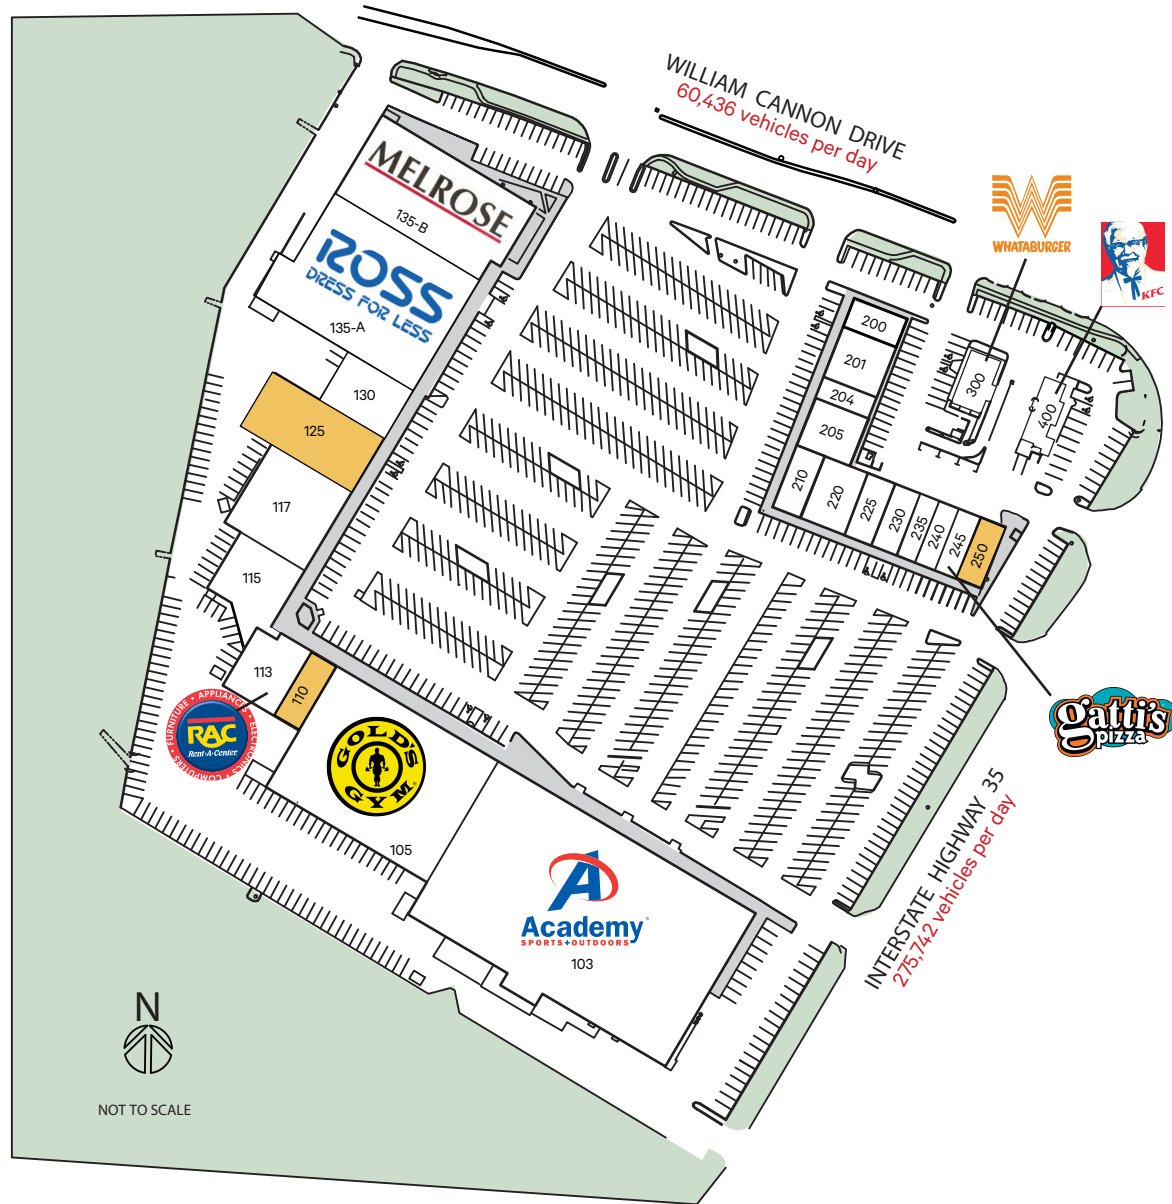 WILLIAM CANNON DRIVE
60,436 vehicles per day
MELROSE
135-B
ROSS
DRESS FOR LESS
135-A
WHATABURGER
KFC
200
201
204
205
300
400
130
125
117
115
210
220
225
230
235
240
245
250
113
110
FURNITURE • APPLIANCES • ELECTRONICS • COMPUTERS •
RAC
Rent-A-Center
GOLD'S
GYM
gatti's
pizza
105
Academy
SPORTS+OUTDOORS
103
INTERSTATE HIGHWAY 35
275,742 vehicles per day
N
NOT TO SCALE